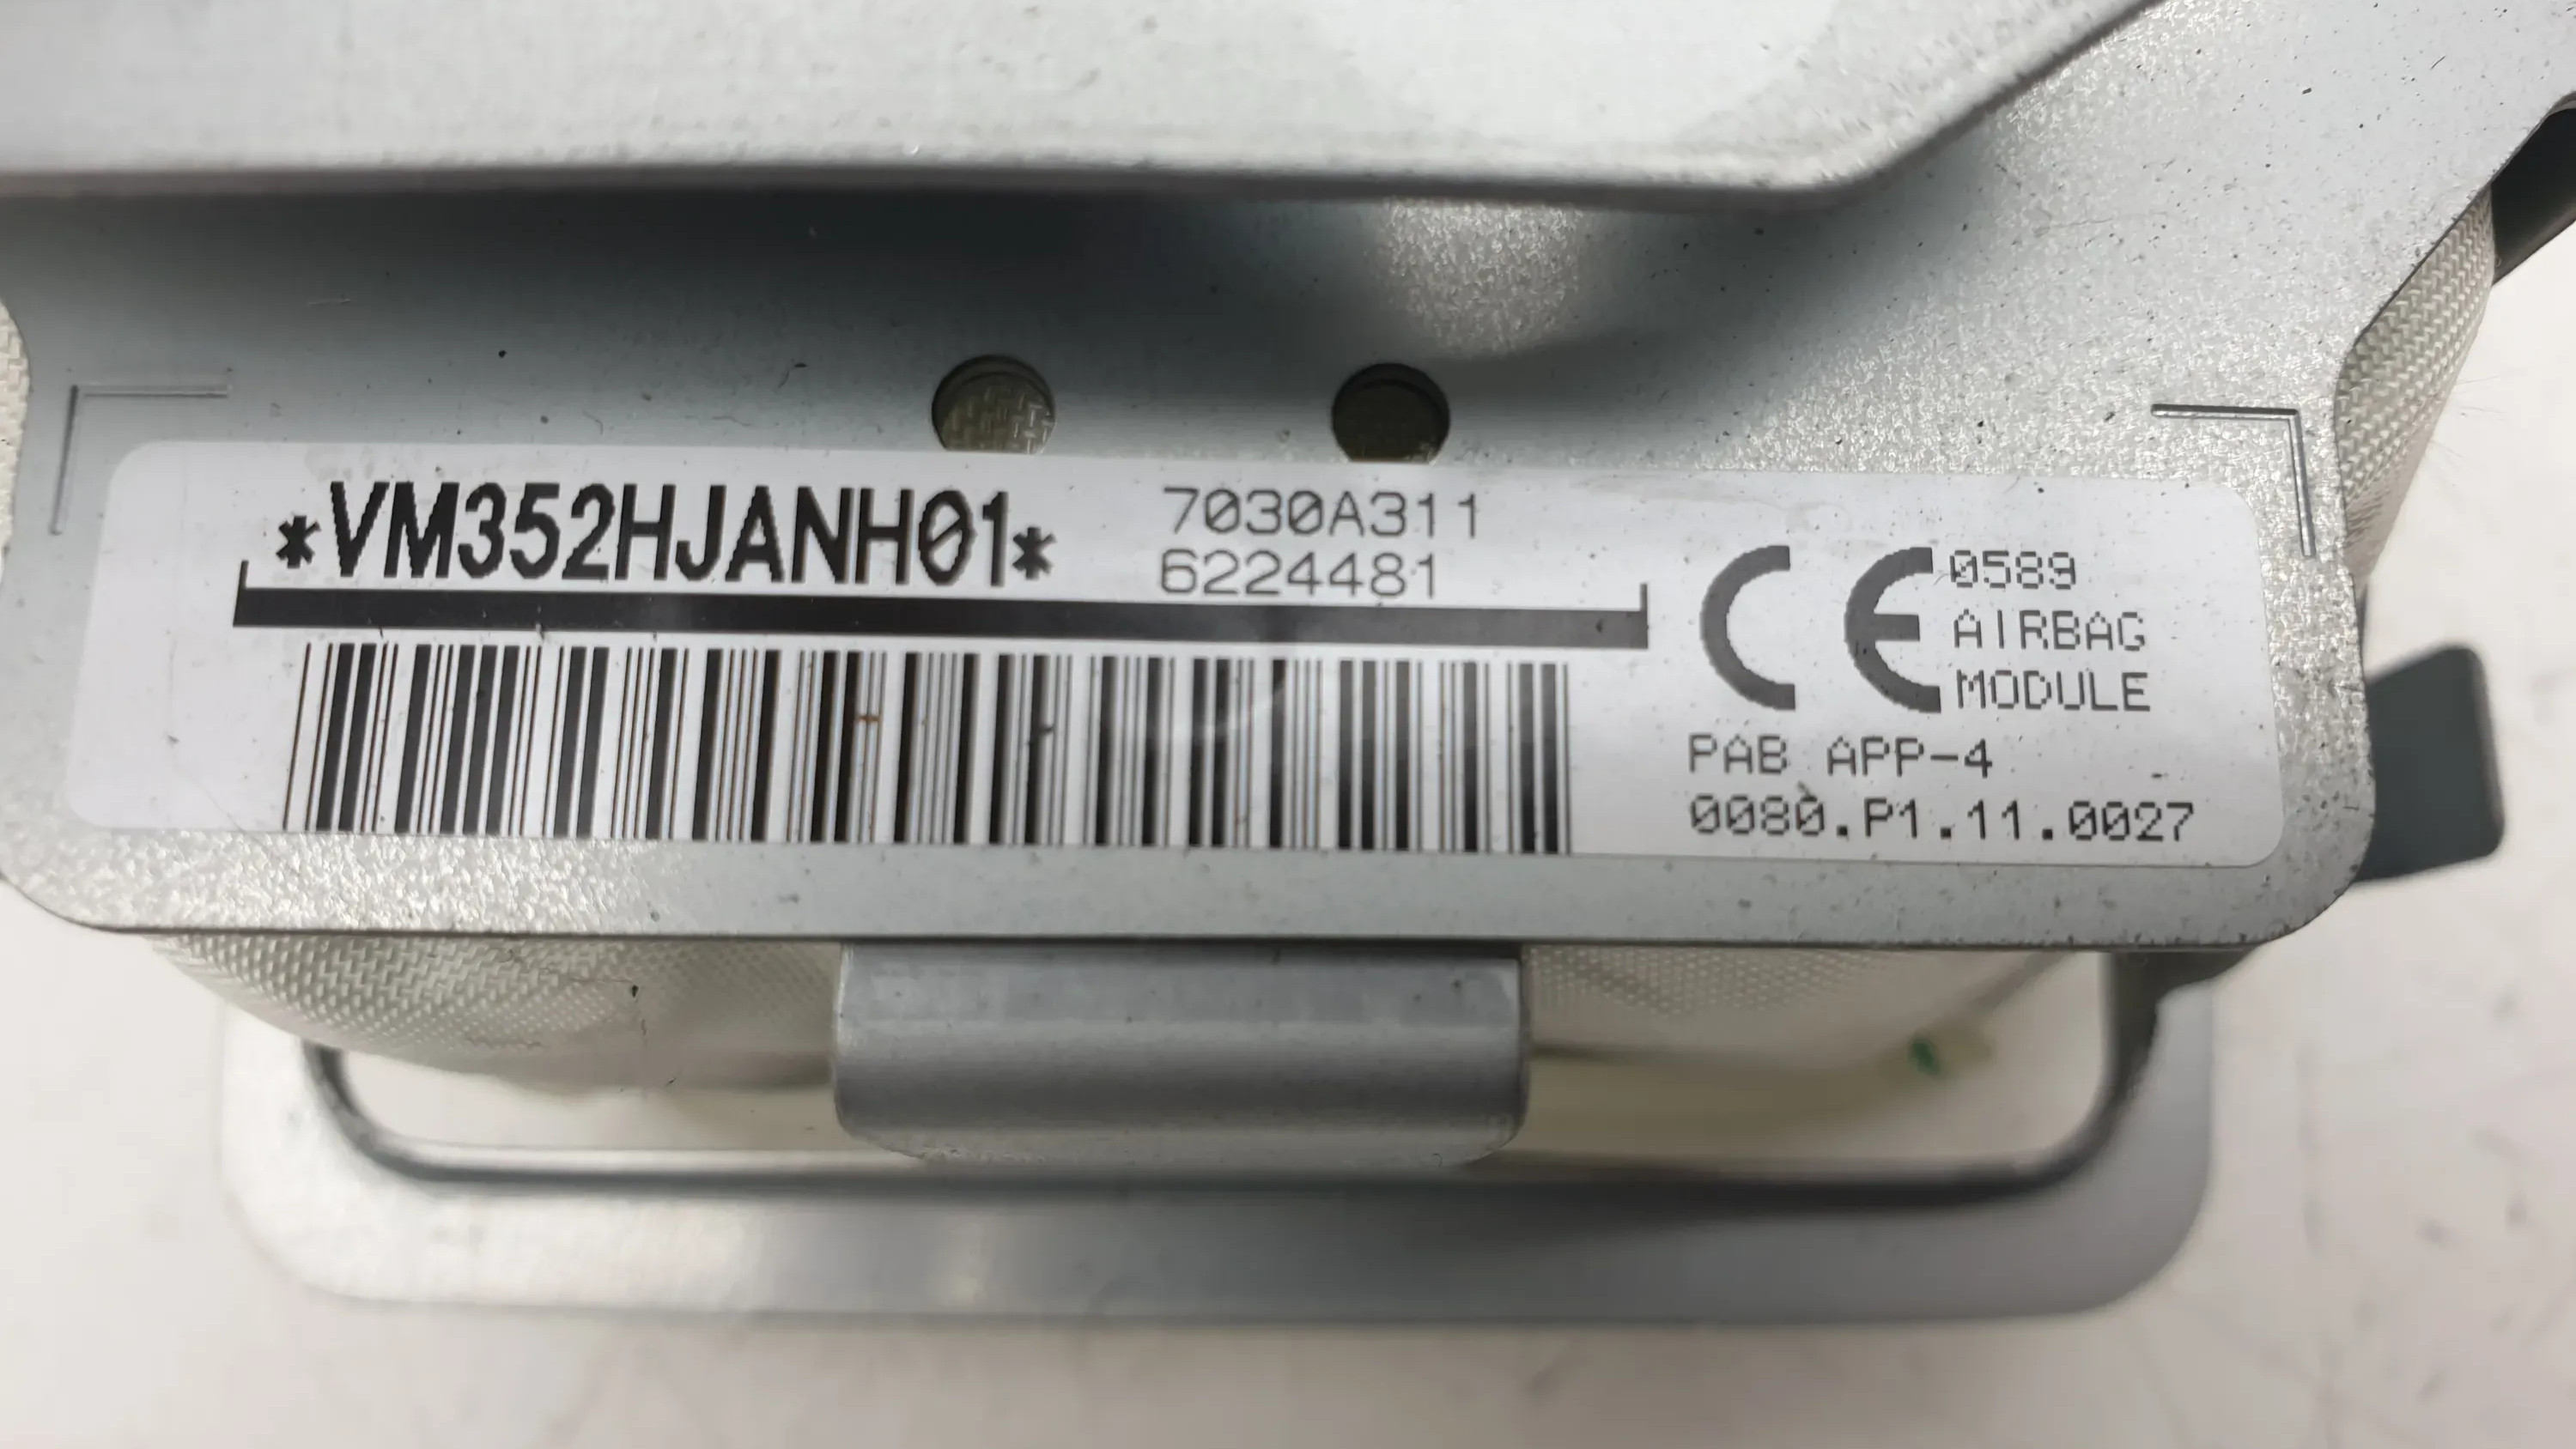 *VM352HJANH01*
7030A311
6224481
CE 0589
AIRBAG
MODULE
PAB APP-4
0080.P1.11.0027